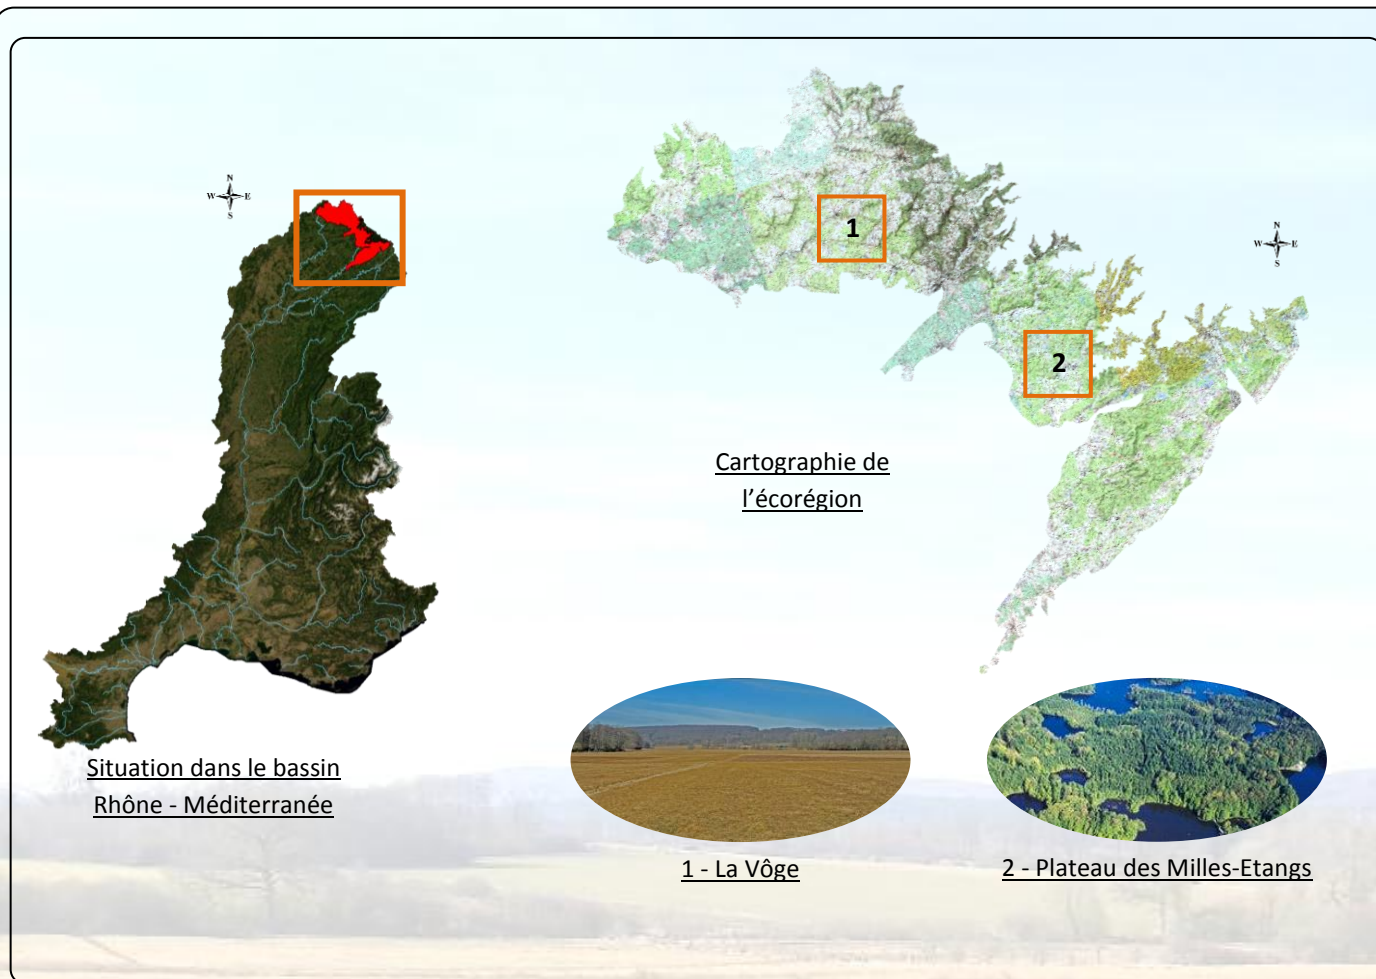 N
W E
S
1
N
W E
S
2
Cartographie de
l’écorégion
Situation dans le bassin
Rhône - Méditerranée
1 - La Vôge
2 - Plateau des Milles-Etangs